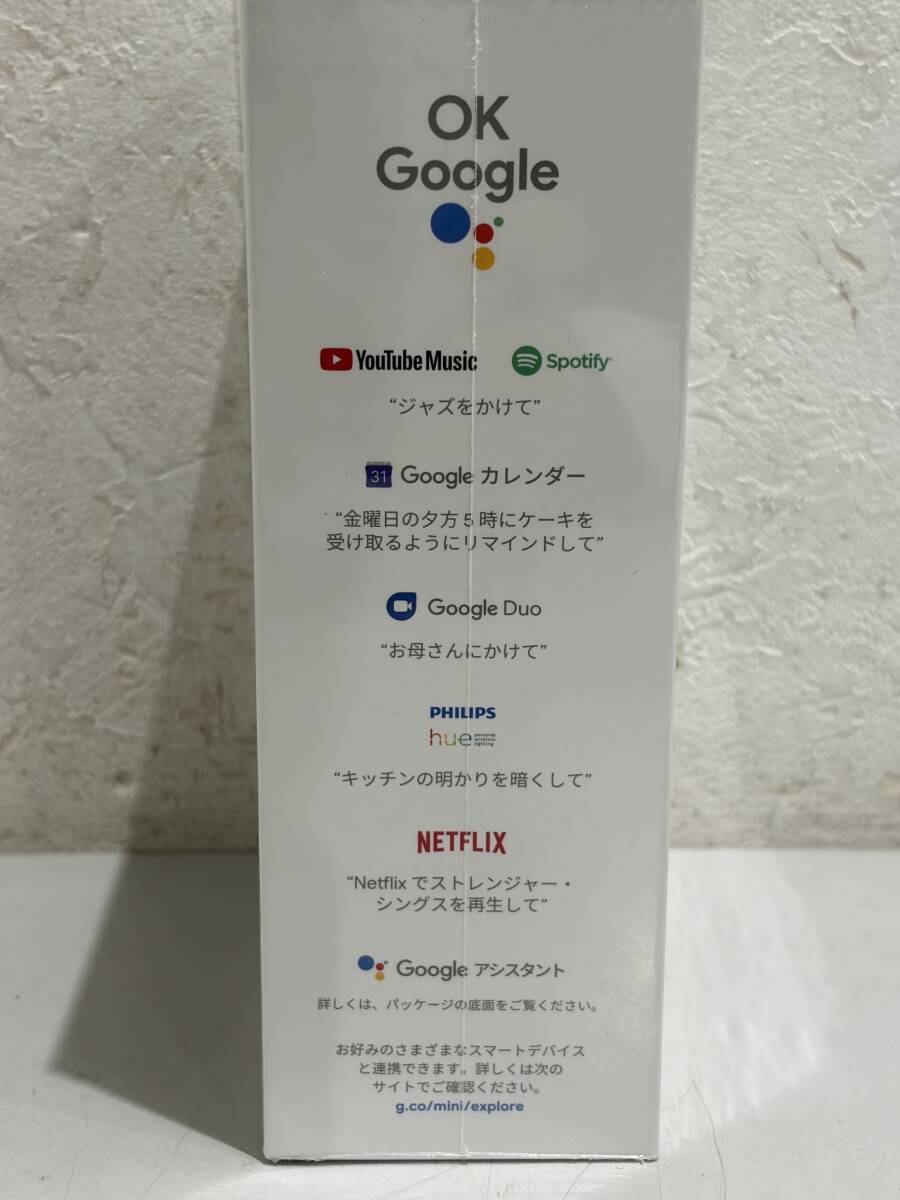 OK
Google
YouTube Music Spotify
“ジャズをかけて”
31 Google カレンダー
“金曜日の夕方 5 時にケーキを
受け取るようにリマインドして”
Google Duo
“お母さんにかけて”
PHILIPS
hue personal wireless lighting
“キッチンの明かりを暗くして”
NETFLIX
“Netflix でストレンジャー・
シングスを再生して”
Google アシスタント
詳しくは、パッケージの底面をご覧ください。
お好みのさまざまなスマートデバイス
と連携できます。詳しくは次の
サイトでご確認ください。
g.co/mini/explore